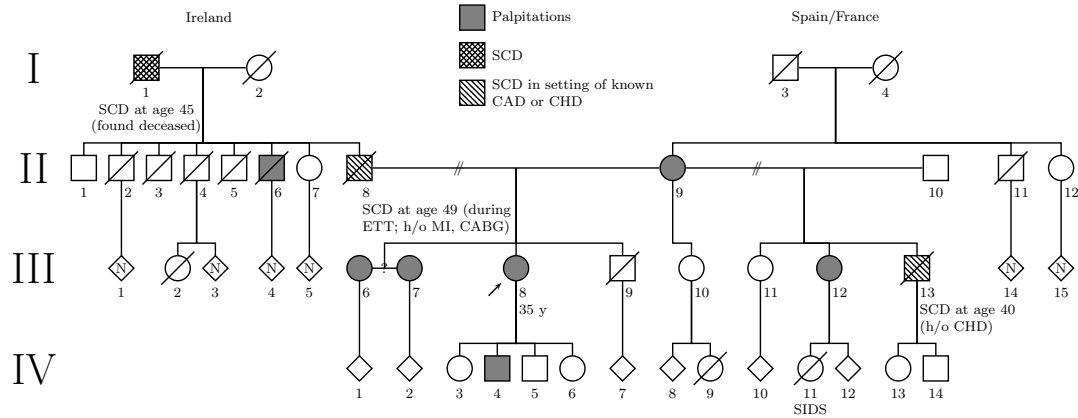 Ireland
Spain/France
Palpitations
SCD
SCD in setting of known
CAD or CHD
I
1
2
3
4
SCD at age 45
(found deceased)
II
1
2
3
4
5
6
7
8
9
10
11
12
SCD at age 49 (during
ETT; h/o MI, CABG)
III
N
N
N
N
?
N
N
1
2
3
4
5
6
7
8
9
10
11
12
13
14
15
35 y
SCD at age 40
(h/o CHD)
IV
1
2
3
4
5
6
7
8
9
10
11
12
13
14
SIDS